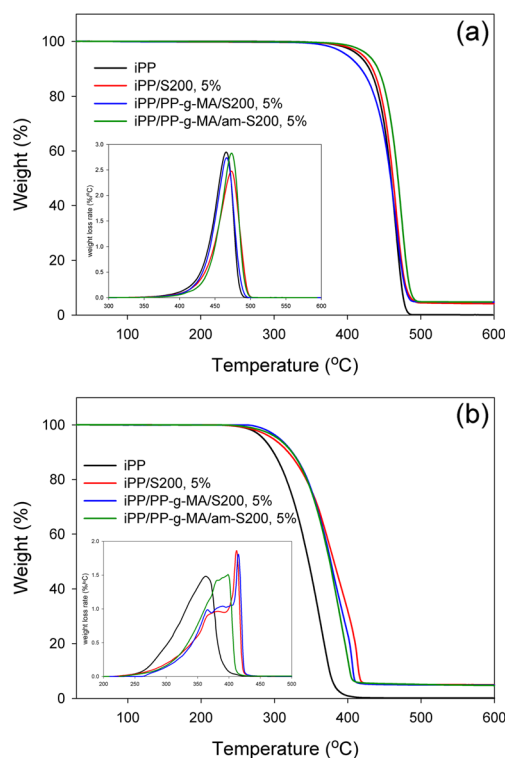 (a)
100
80
60
40
20
0
Weight (%)
iPP
iPP/S200, 5%
iPP/PP-g-MA/S200, 5%
iPP/PP-g-MA/am-S200, 5%
weight loss rate (%/°C)
3.0
2.5
2.0
1.5
1.0
0.5
0.0
300 350 400 450 500 550 600
100 200 300 400 500 600
Temperature (°C)
(b)
100
80
60
40
20
0
Weight (%)
iPP
iPP/S200, 5%
iPP/PP-g-MA/S200, 5%
iPP/PP-g-MA/am-S200, 5%
weight loss rate (%/°C)
2.0
1.5
1.0
0.5
0.0
200 250 300 350 400 450 500
100 200 300 400 500 600
Temperature (°C)